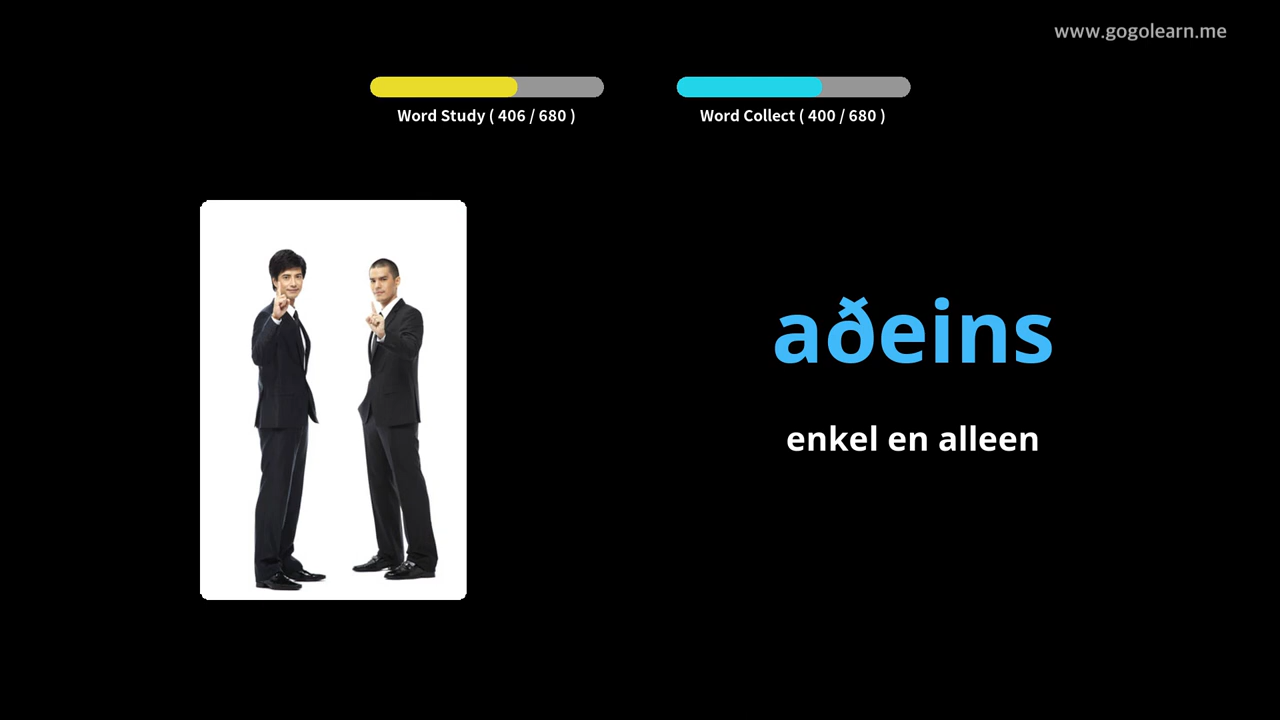 www.gogolearn.me
Word Study ( 406 / 680 )
Word Collect ( 400 / 680 )
aðeins
enkel en alleen